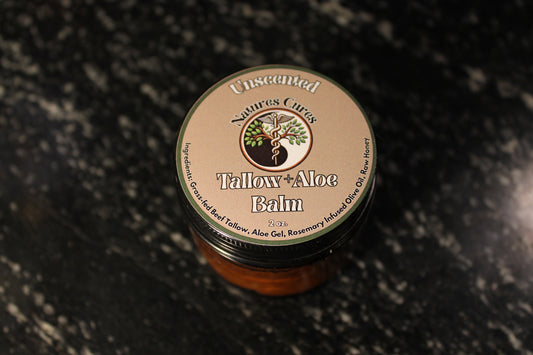 Unscented
Natures Cures
Tallow + Aloe
Balm
2 oz.
Ingredients: Grass-fed Beef Tallow, Aloe Gel, Rosemary Infused Olive Oil, Raw Honey